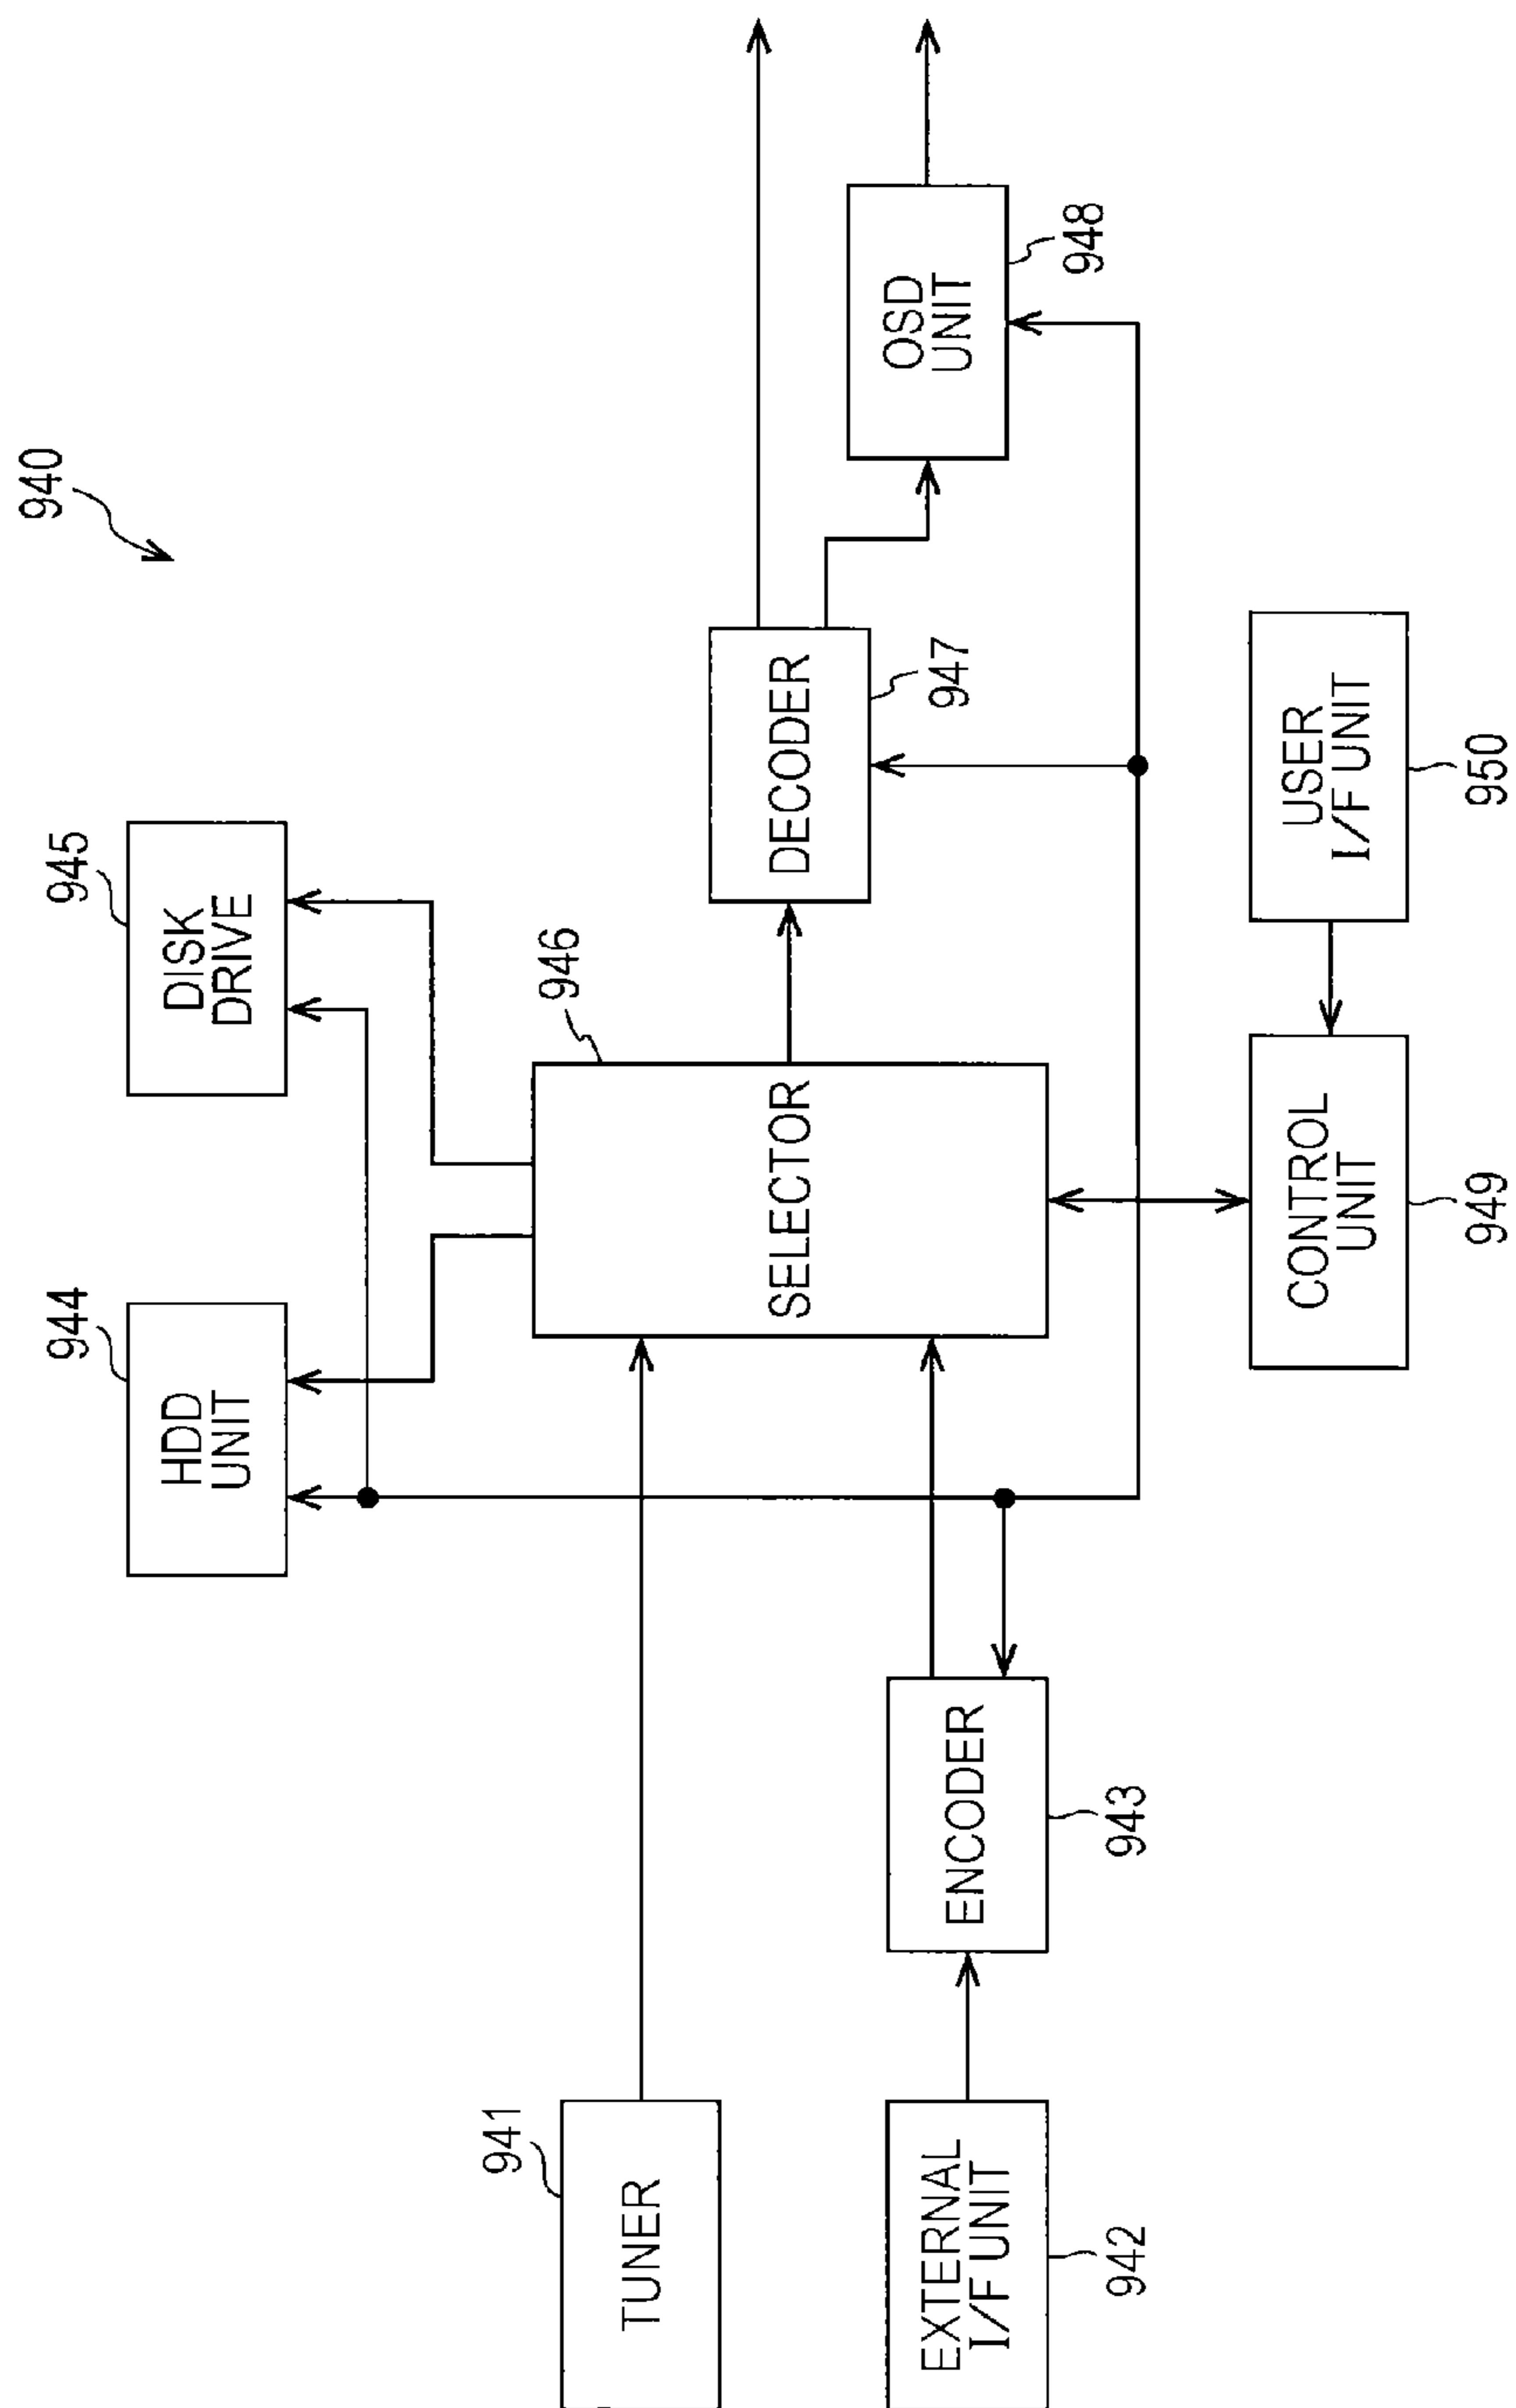 940
944
HDD
UNIT
945
DISK
DRIVE
941
TUNER
946
SELECTOR
DECODER
947
OSD
UNIT
948
EXTERNAL
I/F UNIT
942
ENCODER
943
CONTROL
UNIT
949
USER
I/F UNIT
950